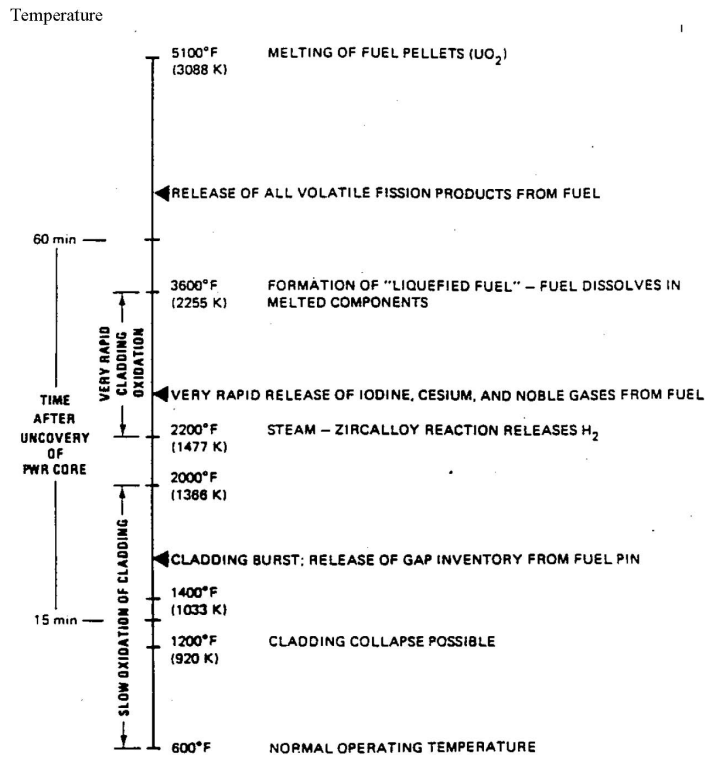 Temperature
5100°F MELTING OF FUEL PELLETS (UO₂)
(3088 K)
RELEASE OF ALL VOLATILE FISSION PRODUCTS FROM FUEL
60 min
3600°F FORMATION OF "LIQUEFIED FUEL" – FUEL DISSOLVES IN
(2255 K) MELTED COMPONENTS
VERY RAPID
CLADDING
OXIDATION
VERY RAPID RELEASE OF IODINE, CESIUM, AND NOBLE GASES FROM FUEL
TIME
AFTER
UNCOVERY
OF
PWR CORE
2200°F STEAM – ZIRCALLOY REACTION RELEASES H₂
(1477 K)
2000°F
(1366 K)
SLOW OXIDATION OF CLADDING
CLADDING BURST; RELEASE OF GAP INVENTORY FROM FUEL PIN
1400°F
(1033 K)
15 min
1200°F CLADDING COLLAPSE POSSIBLE
(920 K)
600°F NORMAL OPERATING TEMPERATURE